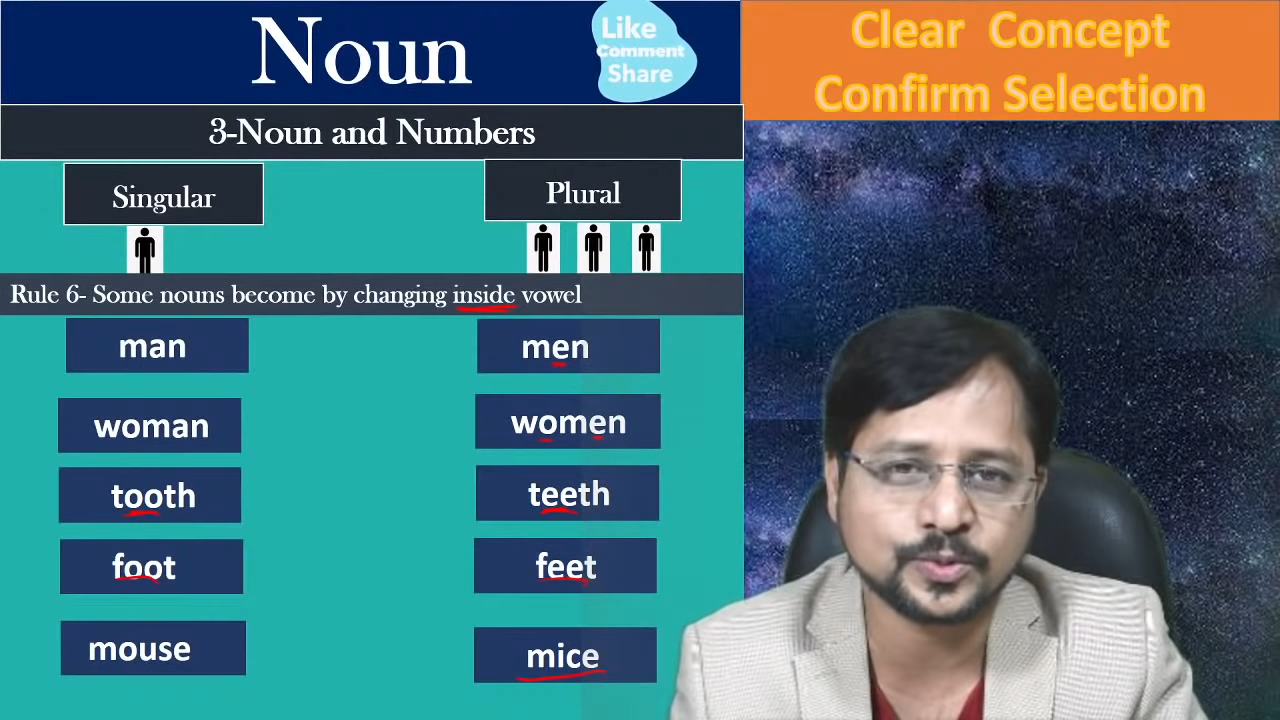 Noun
Like
Comment
Share
Clear Concept
Confirm Selection
3-Noun and Numbers
Singular
Plural
Rule 6- Some nouns become by changing inside vowel
man
men
woman
women
tooth
teeth
foot
feet
mouse
mice